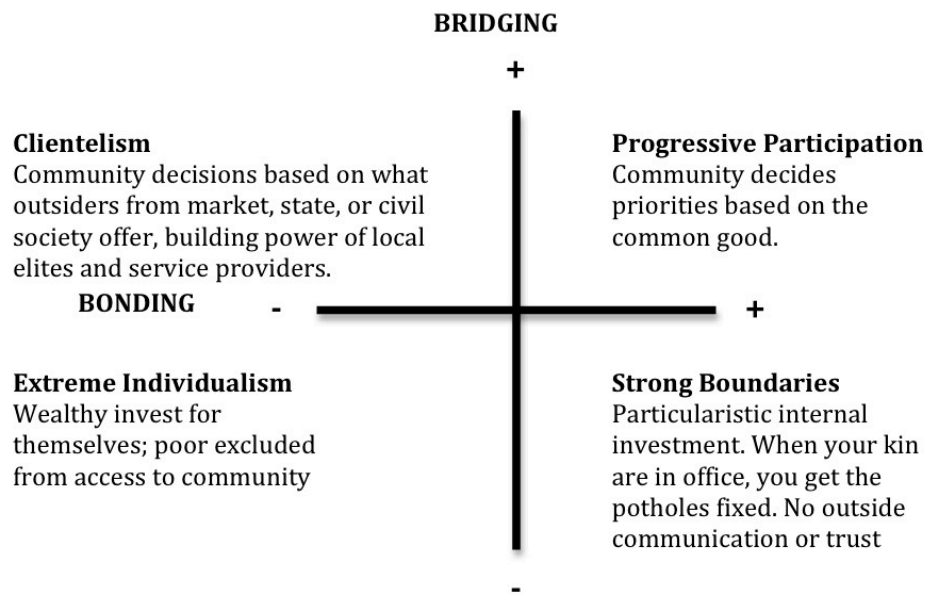 BRIDGING
+
Clientelism
Community decisions based on what
outsiders from market, state, or civil
society offer, building power of local
elites and service providers.
Progressive Participation
Community decides
priorities based on the
common good.
BONDING - +
Extreme Individualism
Wealthy invest for
themselves; poor excluded
from access to community
Strong Boundaries
Particularistic internal
investment. When your kin
are in office, you get the
potholes fixed. No outside
communication or trust
-